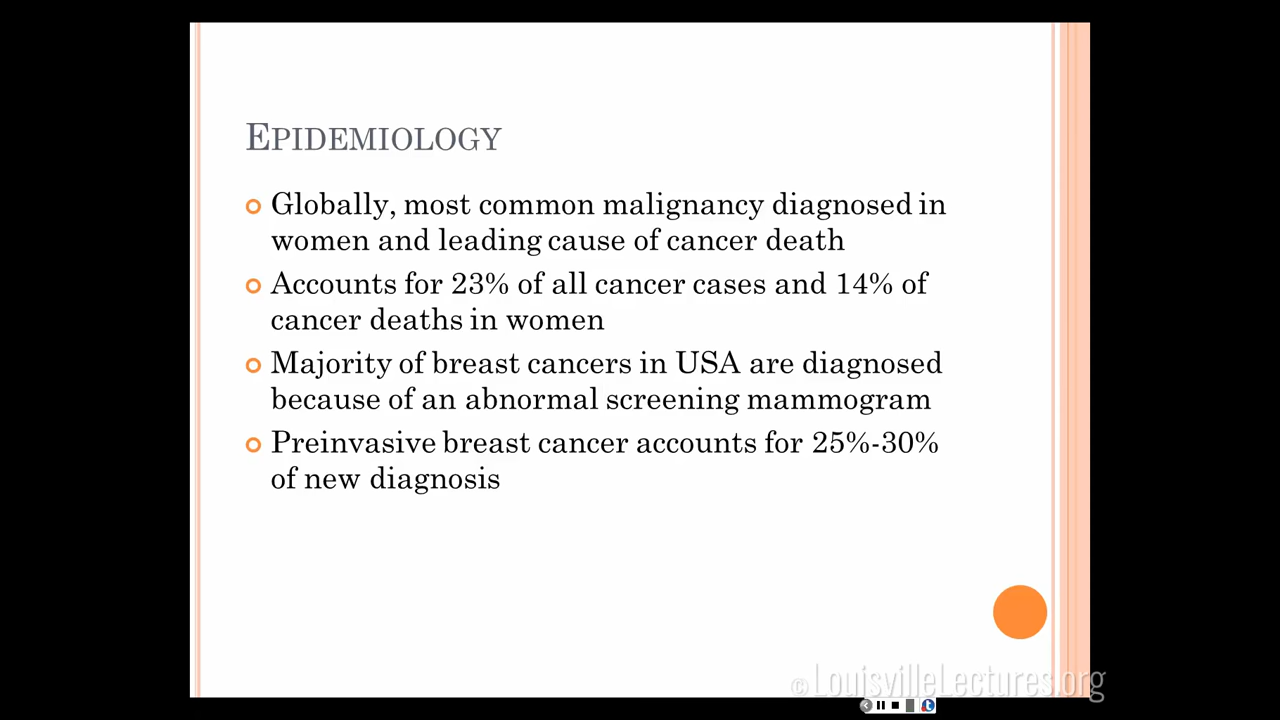 EPIDEMIOLOGY
Globally, most common malignancy diagnosed in
women and leading cause of cancer death
Accounts for 23% of all cancer cases and 14% of
cancer deaths in women
Majority of breast cancers in USA are diagnosed
because of an abnormal screening mammogram
Preinvasive breast cancer accounts for 25%-30%
of new diagnosis
© LouisvilleLectures.org